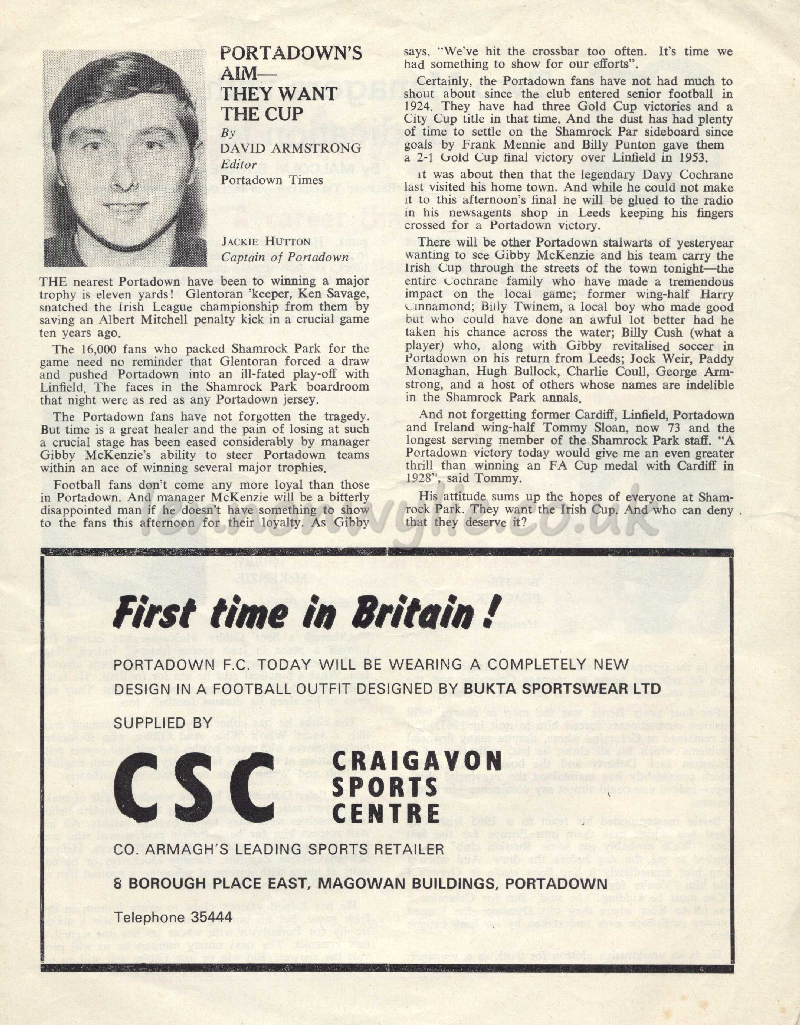 PORTADOWN'S
AIM—
THEY WANT
THE CUP
By
DAVID ARMSTRONG
Editor
Portadown Times
JACKIE HUTTON
Captain of Portadown
THE nearest Portadown have been to winning a major
trophy is eleven yards! Glentoran 'keeper, Ken Savage,
snatched the Irish League championship from them by
saving an Albert Mitchell penalty kick in a crucial game
ten years ago.
The 16,000 fans who packed Shamrock Park for the
game need no reminder that Glentoran forced a draw
and pushed Portadown into an ill-fated play-off with
Linfield. The faces in the Shamrock Park boardroom
that night were as red as any Portadown jersey.
The Portadown fans have not forgotten the tragedy.
But time is a great healer and the pain of losing at such
a crucial stage has been eased considerably by manager
Gibby McKenzie's ability to steer Portadown teams
within an ace of winning several major trophies.
Football fans don't come any more loyal than those
in Portadown. And manager McKenzie will be a bitterly
disappointed man if he doesn't have something to show
to the fans this afternoon for their loyalty. As Gibby
says, "We've hit the crossbar too often. It's time we
had something to show for our efforts".
Certainly, the Portadown fans have not had much to
shout about since the club entered senior football in
1924. They have had three Gold Cup victories and a
City Cup title in that time. And the dust has had plenty
of time to settle on the Shamrock Par sideboard since
goals by Frank Mennie and Billy Punton gave them
a 2-1 Gold Cup final victory over Linfield in 1953.
It was about then that the legendary Davy Cochrane
last visited his home town. And while he could not make
it to this afternoon's final he will be glued to the radio
in his newsagents shop in Leeds keeping his fingers
crossed for a Portadown victory.
There will be other Portadown stalwarts of yesteryear
wanting to see Gibby McKenzie and his team carry the
Irish Cup through the streets of the town tonight—the
entire Cochrane family who have made a tremendous
impact on the local game; former wing-half Harry
Cinnamond; Billy Twinem, a local boy who made good
but who could have done an awful lot better had he
taken his chance across the water; Billy Cush (what a
player) who, along with Gibby revitalised soccer in
Portadown on his return from Leeds; Jock Weir, Paddy
Monaghan, Hugh Bullock, Charlie Coull, George Arm-
strong, and a host of others whose names are indelible
in the Shamrock Park annals.
And not forgetting former Cardiff, Linfield, Portadown
and Ireland wing-half Tommy Sloan, now 73 and the
longest serving member of the Shamrock Park staff. "A
Portadown victory today would give me an even greater
thrill than winning an FA Cup medal with Cardiff in
1928", said Tommy.
His attitude sums up the hopes of everyone at Sham-
rock Park. They want the Irish Cup. And who can deny
that they deserve it?
lennonwylie.co.uk
First time in Britain!
PORTADOWN F.C. TODAY WILL BE WEARING A COMPLETELY NEW
DESIGN IN A FOOTBALL OUTFIT DESIGNED BY BUKTA SPORTSWEAR LTD
SUPPLIED BY
CSC
CRAIGAVON
SPORTS
CENTRE
CO. ARMAGH'S LEADING SPORTS RETAILER
8 BOROUGH PLACE EAST, MAGOWAN BUILDINGS, PORTADOWN
Telephone 35444